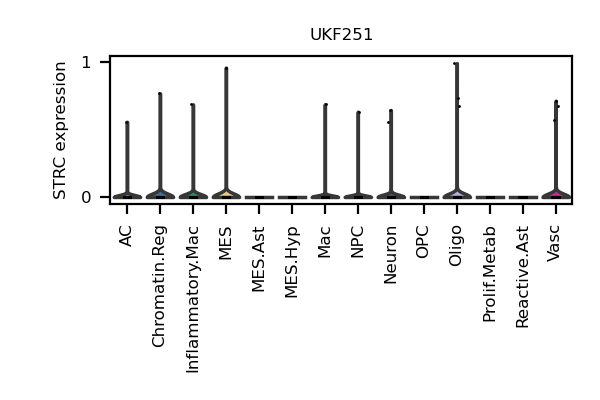 UKF251
STRC expression
1
0
AC
Chromatin.Reg
Inflammatory.Mac
MES
MES.Ast
MES.Hyp
Mac
NPC
Neuron
OPC
Oligo
Prolif.Metab
Reactive.Ast
Vasc